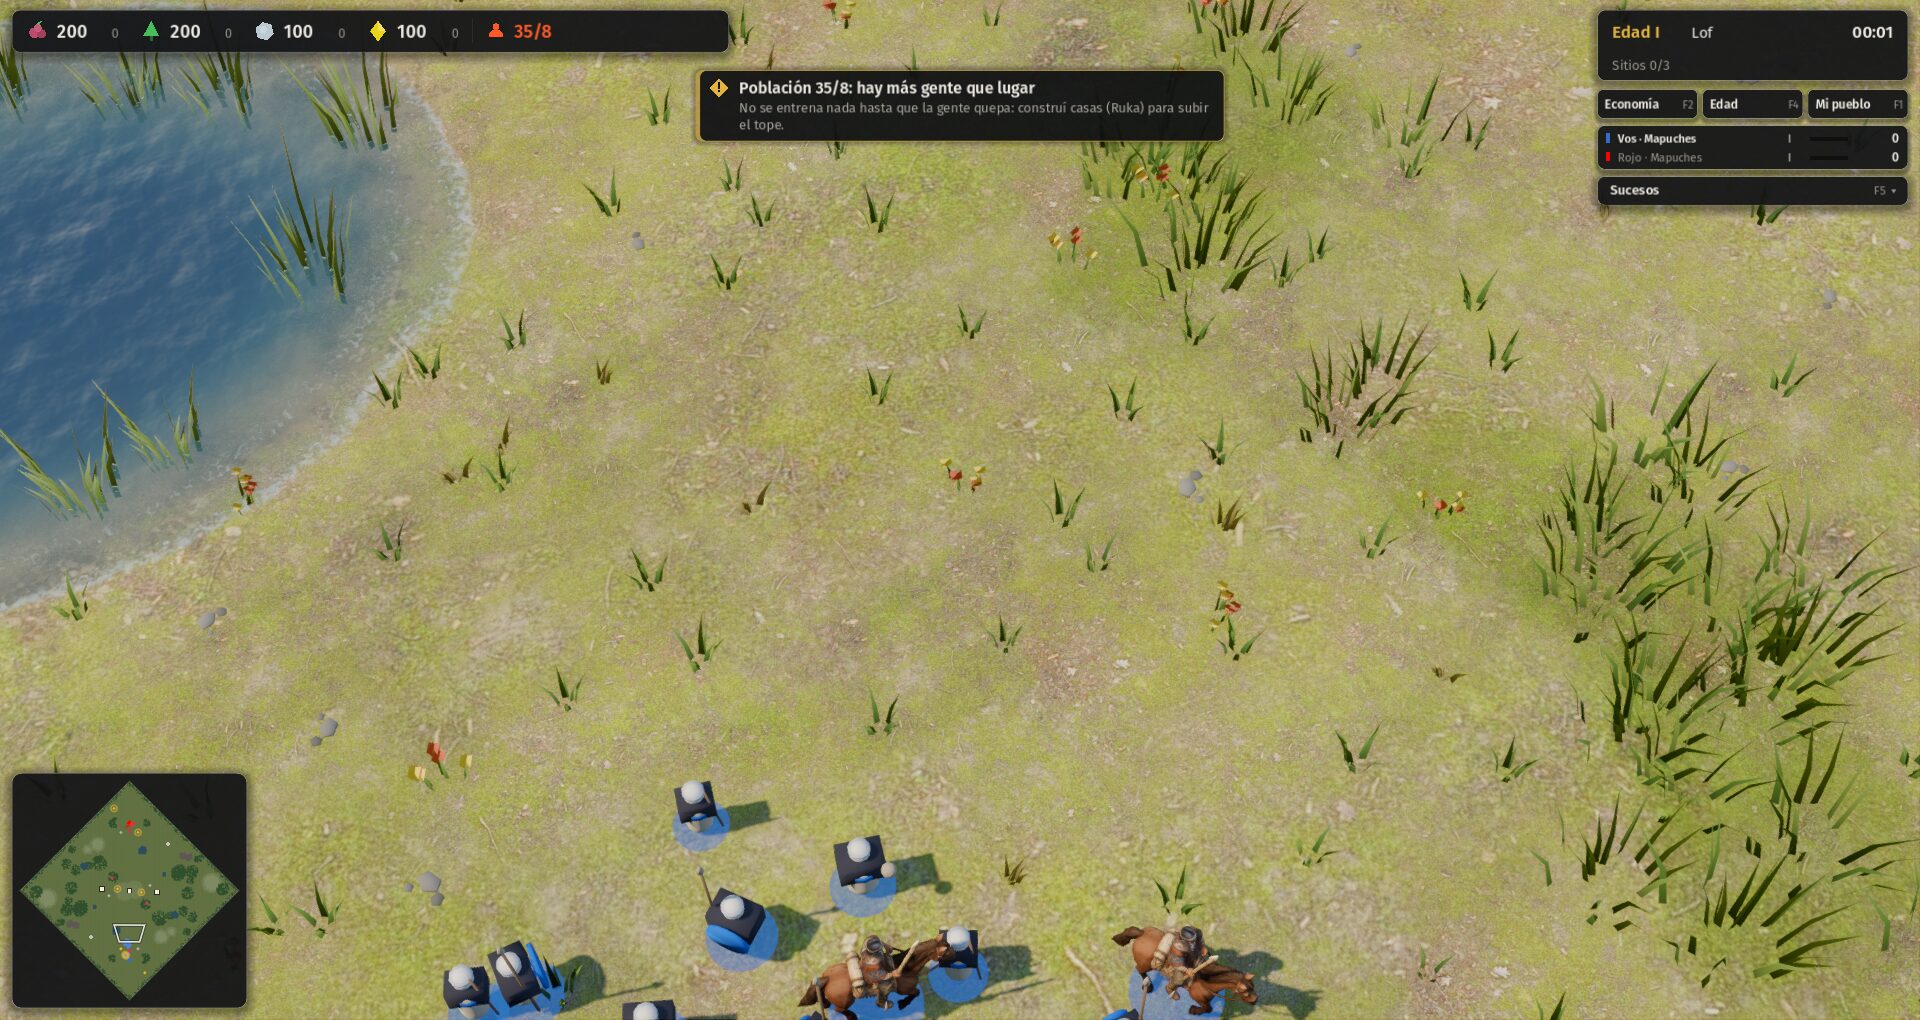 200 0 200 0 100 0 100 0 35/8
Edad I Lof 00:01
Sitios 0/3
Población 35/8: hay más gente que lugar
No se entrena nada hasta que la gente quepa: construí casas (Ruka) para subir
el tope.
Economía F2 Edad F4 Mi pueblo F1
Vos · Mapuches I 0
Rojo · Mapuches I 0
Sucesos F5